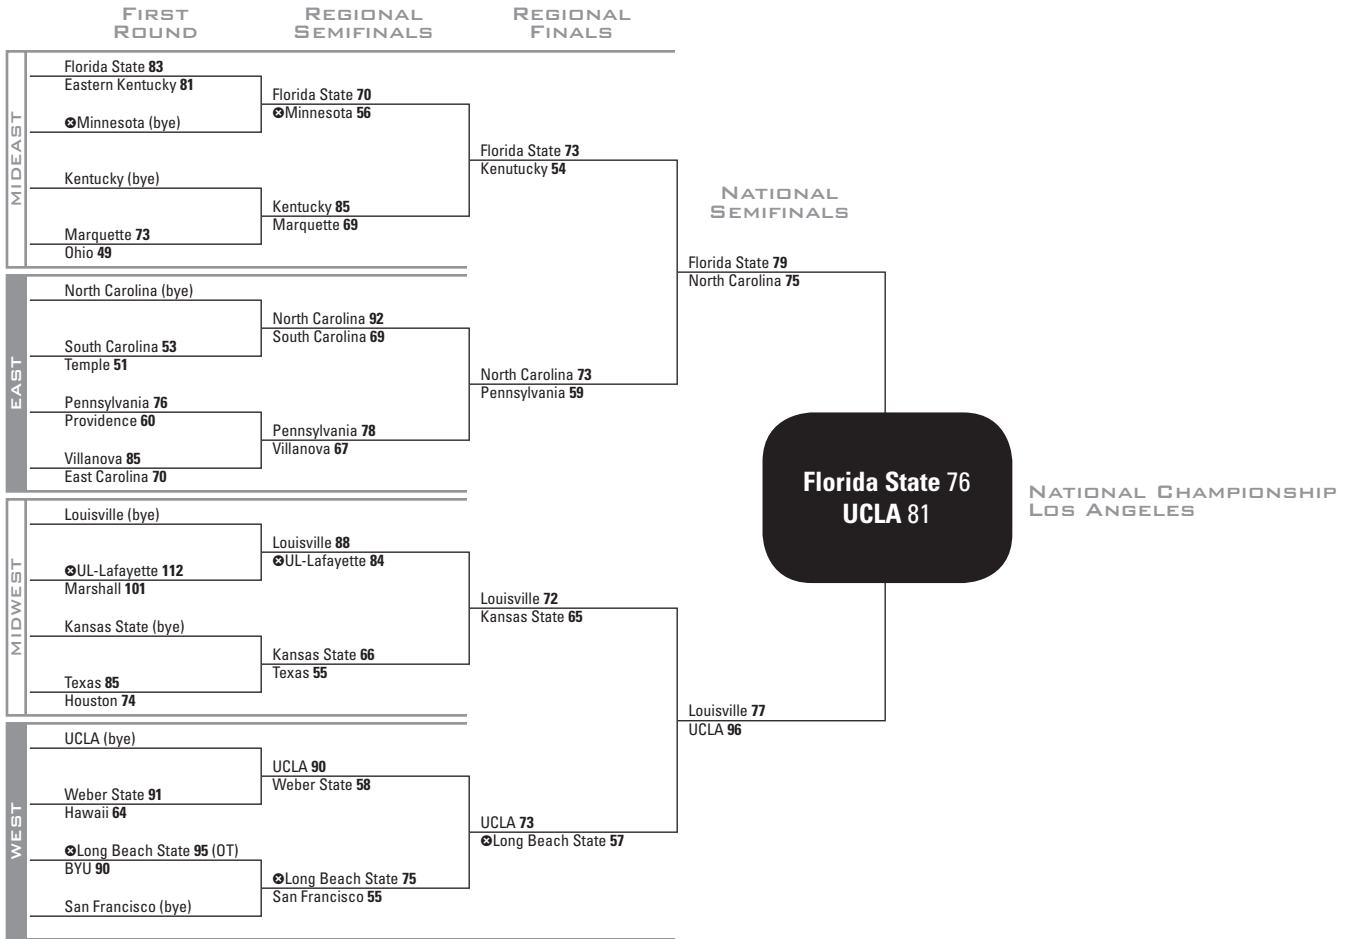 FIRST
ROUND
REGIONAL
SEMIFINALS
REGIONAL
FINALS
MIDEAST
Florida State 83
Eastern Kentucky 81
✪Minnesota (bye)
Kentucky (bye)
Marquette 73
Ohio 49
Florida State 70
✪Minnesota 56
Kentucky 85
Marquette 69
Florida State 73
Kenutucky 54
EAST
North Carolina (bye)
South Carolina 53
Temple 51
Pennsylvania 76
Providence 60
Villanova 85
East Carolina 70
North Carolina 92
South Carolina 69
Pennsylvania 78
Villanova 67
North Carolina 73
Pennsylvania 59
MIDWEST
Louisville (bye)
✪UL-Lafayette 112
Marshall 101
Kansas State (bye)
Texas 85
Houston 74
Louisville 88
✪UL-Lafayette 84
Kansas State 66
Texas 55
Louisville 72
Kansas State 65
WEST
UCLA (bye)
Weber State 91
Hawaii 64
✪Long Beach State 95 (OT)
BYU 90
San Francisco (bye)
UCLA 90
Weber State 58
✪Long Beach State 75
San Francisco 55
UCLA 73
✪Long Beach State 57
NATIONAL
SEMIFINALS
Florida State 79
North Carolina 75
Louisville 77
UCLA 96
Florida State 76
UCLA 81
NATIONAL CHAMPIONSHIP
LOS ANGELES